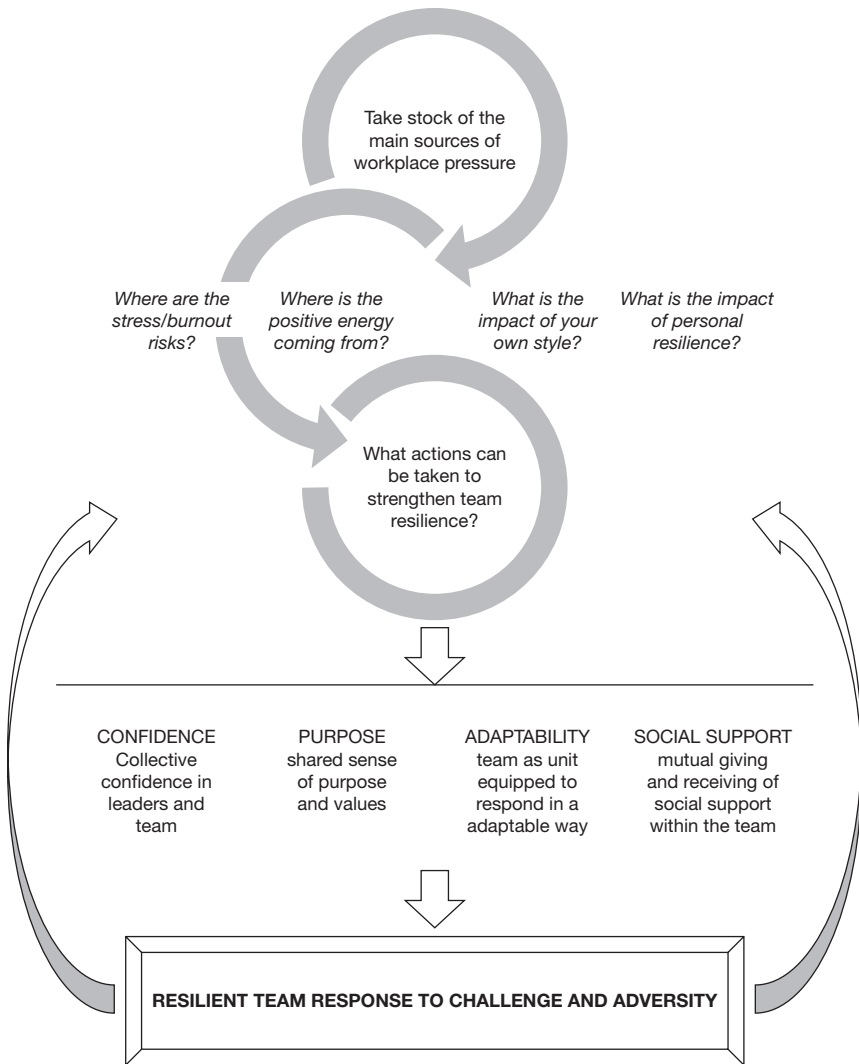 Take stock of the
main sources of
workplace pressure
Where are the
stress/burnout
risks?
Where is the
positive energy
coming from?
What is the
impact of your
own style?
What is the impact
of personal
resilience?
What actions can
be taken to
strengthen team
resilience?
CONFIDENCE
Collective
confidence in
leaders and
team
PURPOSE
shared sense
of purpose
and values
ADAPTABILITY
team as unit
equipped to
respond in a
adaptable way
SOCIAL SUPPORT
mutual giving
and receiving of
social support
within the team
RESILIENT TEAM RESPONSE TO CHALLENGE AND ADVERSITY